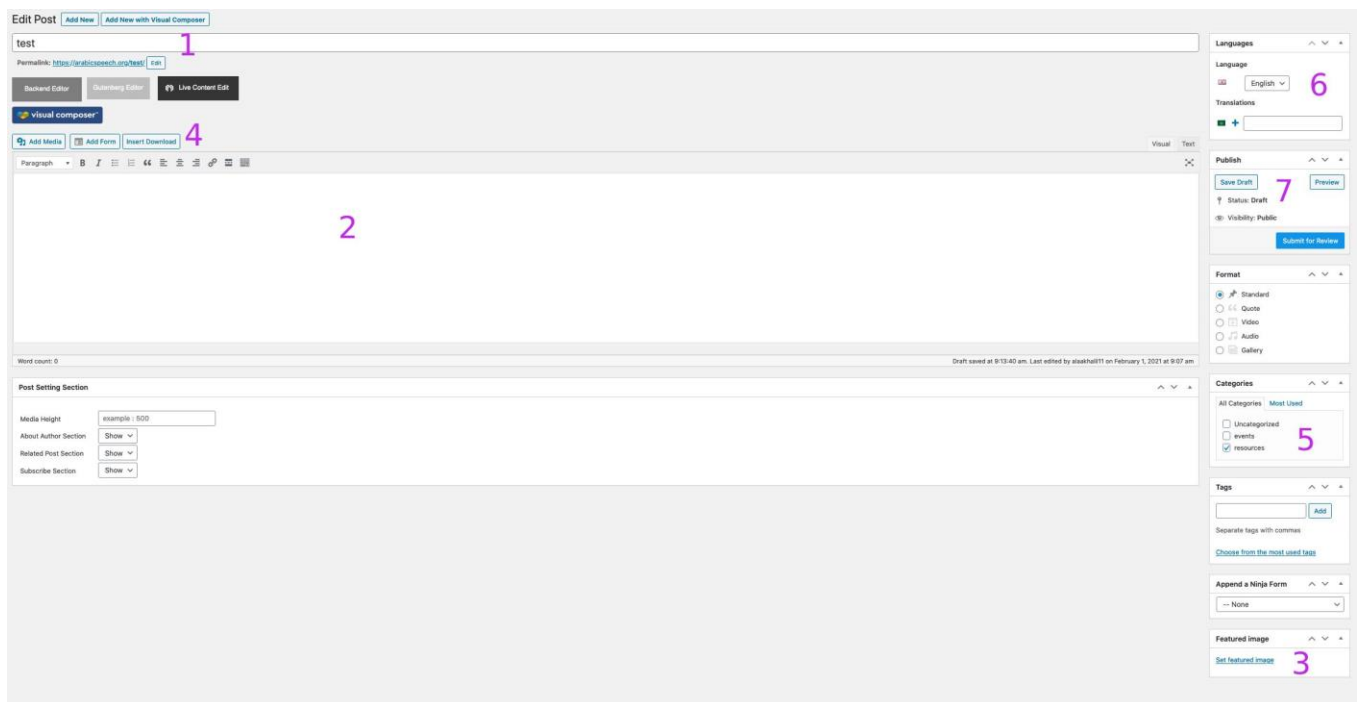 Edit Post Add New Add New with Visual Composer
1
test
Permalink: https://arabicspeech.org/test/ Edit
Backend Editor Gutenberg Editor Live Content Edit
visual composer
4
Add Media Add Form Insert Download
Visual Text
Paragraph B I
2
Word count: 0 Draft saved at 9:13:40 am. Last edited by alaakhalil11 on February 1, 2021 at 9:07 am
Post Setting Section
Media Height example : 500
About Author Section Show
Related Post Section Show
Subscribe Section Show
Languages
Language
English
6
Translations
Publish
Save Draft 7 Preview
Status: Draft
Visibility: Public
Submit for Review
Format
Standard
Quote
Video
Audio
Gallery
Categories
All Categories Most Used
Uncategorized
events
resources
5
Tags
Add
Separate tags with commas
Choose from the most used tags
Append a Ninja Form
-- None
Featured image
Set featured image
3